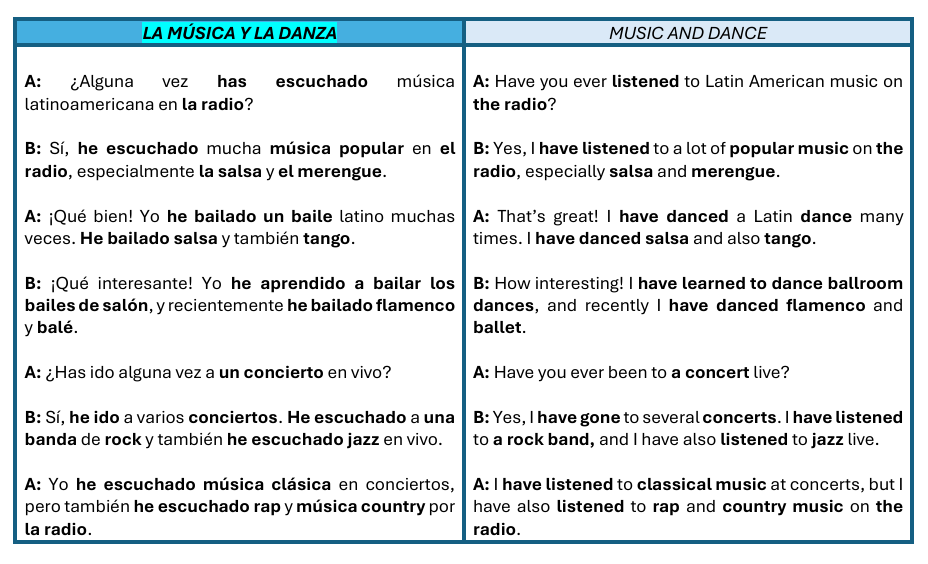 LA MÚSICA Y LA DANZA
A: ¿Alguna vez has escuchado música
latinoamericana en la radio?
B: Sí, he escuchado mucha música popular en el
radio, especialmente la salsa y el merengue.
A: ¡Qué bien! Yo he bailado un baile latino muchas
veces. He bailado salsa y también tango.
B: ¡Qué interesante! Yo he aprendido a bailar los
bailes de salón, y recientemente he bailado flamenco
y balé.
A: ¿Has ido alguna vez a un concierto en vivo?
B: Sí, he ido a varios conciertos. He escuchado a una
banda de rock y también he escuchado jazz en vivo.
A: Yo he escuchado música clásica en conciertos,
pero también he escuchado rap y música country por
la radio.
MUSIC AND DANCE
A: Have you ever listened to Latin American music on
the radio?
B: Yes, I have listened to a lot of popular music on the
radio, especially salsa and merengue.
A: That’s great! I have danced a Latin dance many
times. I have danced salsa and also tango.
B: How interesting! I have learned to dance ballroom
dances, and recently I have danced flamenco and
ballet.
A: Have you ever been to a concert live?
B: Yes, I have gone to several concerts. I have listened
to a rock band, and I have also listened to jazz live.
A: I have listened to classical music at concerts, but I
have also listened to rap and country music on the
radio.